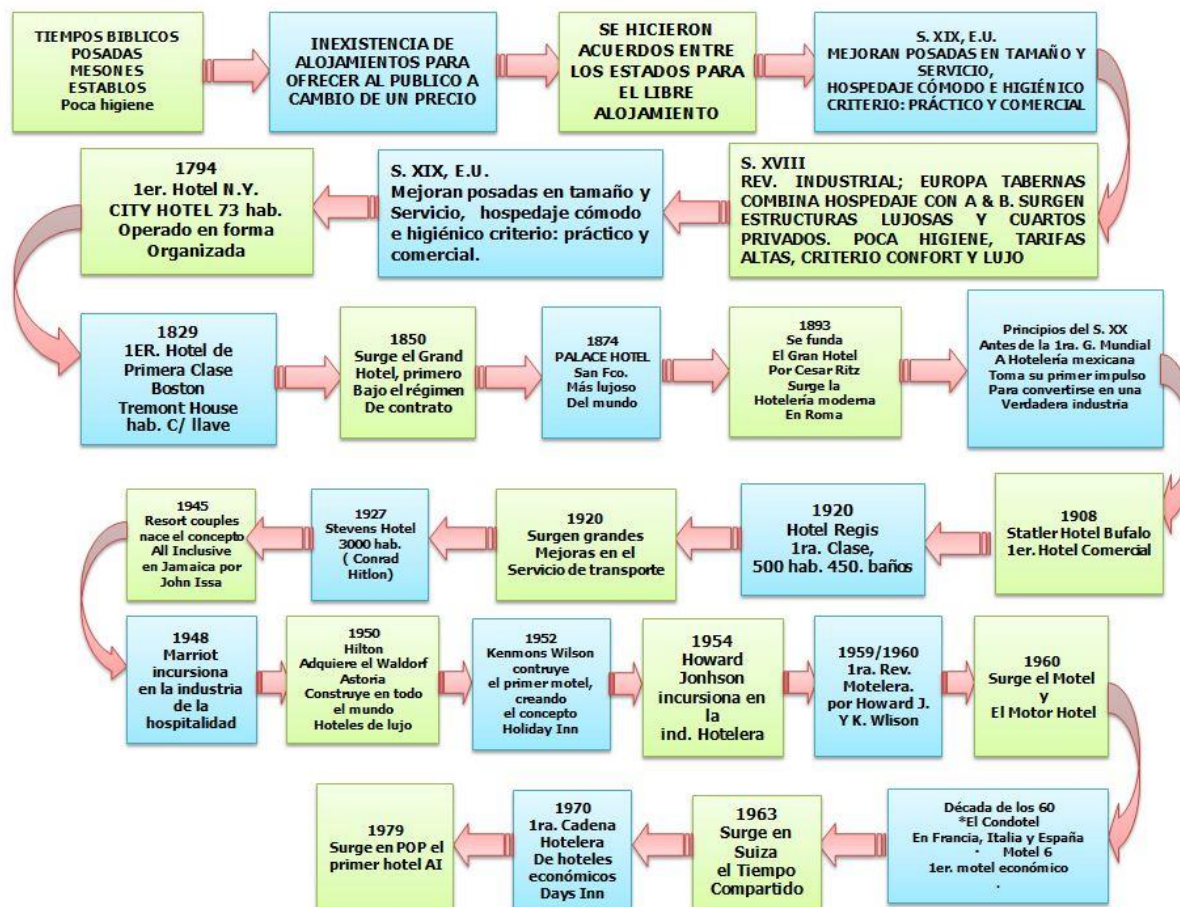 TIEMPOS BIBLICOS
POSADAS
MESONES
ESTABLOS
Poca higiene
INEXISTENCIA DE
ALOJAMIENTOS PARA
OFRECER AL PUBLICO A
CAMBIO DE UN PRECIO
SE HICIERON
ACUERDOS ENTRE
LOS ESTADOS PARA
EL LIBRE
ALOJAMIENTO
S. XIX, E.U.
MEJORAN POSADAS EN TAMAÑO Y
SERVICIO,
HOSPEDAJE CÓMODO E HIGIÉNICO
CRITERIO: PRÁCTICO Y COMERCIAL
S. XVIII
REV. INDUSTRIAL; EUROPA TABERNAS
COMBINA HOSPEDAJE CON A & B. SURGEN
ESTRUCTURAS LUJOSAS Y CUARTOS
PRIVADOS. POCA HIGIENE, TARIFAS
ALTAS, CRITERIO CONFORT Y LUJO
S. XIX, E.U.
Mejoran posadas en tamaño y
Servicio, hospedaje cómodo
e higiénico criterio: práctico y
comercial.
1794
1er. Hotel N.Y.
CITY HOTEL 73 hab.
Operado en forma
Organizada
1829
1ER. Hotel de
Primera Clase
Boston
Tremont House
hab. C/ llave
1850
Surge el Grand
Hotel, primero
Bajo el régimen
De contrato
1874
PALACE HOTEL
San Fco.
Más lujoso
Del mundo
1893
Se funda
El Gran Hotel
Por Cesar Ritz
Surge la
Hotelería moderna
En Roma
Principios del S. XX
Antes de la 1ra. G. Mundial
A Hotelería mexicana
Toma su primer impulso
Para convertirse en una
Verdadera industria
1908
Statler Hotel Bufalo
1er. Hotel Comercial
1920
Hotel Regis
1ra. Clase,
500 hab. 450. baños
1920
Surgen grandes
Mejoras en el
Servicio de transporte
1927
Stevens Hotel
3000 hab.
( Conrad
Hitlon)
1945
Resort couples
nace el concepto
All Inclusive
en Jamaica por
John Issa
1948
Marriot
incursiona
en la industria
de la
hospitalidad
1950
Hilton
Adquiere el Waldorf
Astoria
Construye en todo
el mundo
Hoteles de lujo
1952
Kenmons Wilson
contruye
el primer motel,
creando
el concepto
Holiday Inn
1954
Howard
Jonhson
incursiona en
la
ind. Hotelera
1959/1960
1ra. Rev.
Motelera.
por Howard J.
Y K. Wlison
1960
Surge el Motel
y
El Motor Hotel
Década de los 60
*El Condotel
En Francia, Italia y España
· Motel 6
1er. motel económico
.
1963
Surge en
Suiza
el Tiempo
Compartido
1970
1ra. Cadena
Hotelera
De hoteles
económicos
Days Inn
1979
Surge en POP el
primer hotel AI